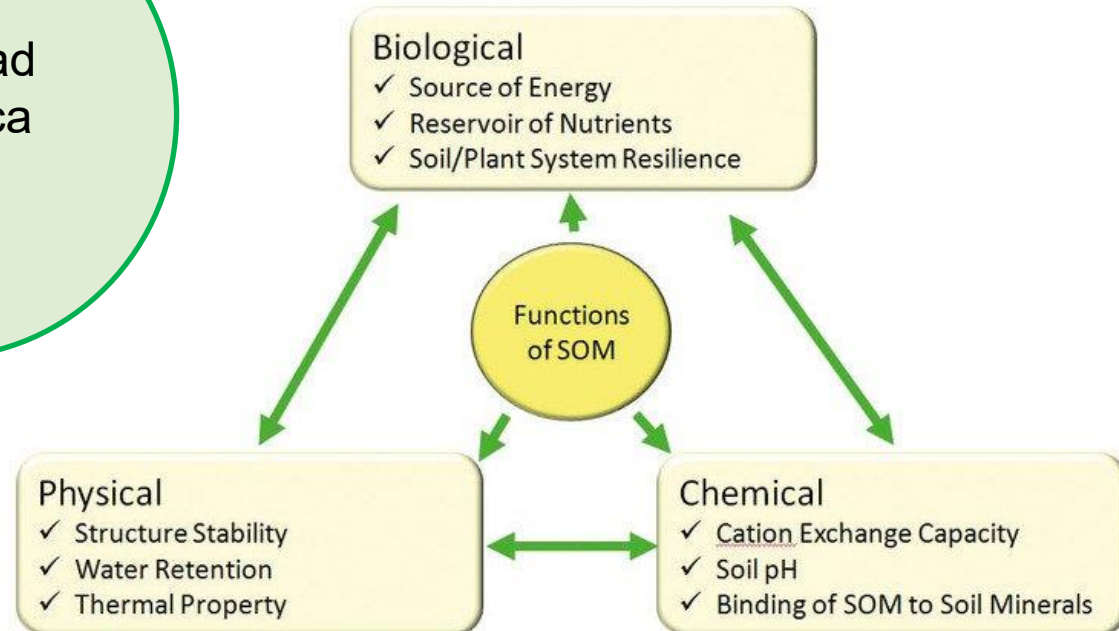 ad
ca
Biological
✓ Source of Energy
✓ Reservoir of Nutrients
✓ Soil/Plant System Resilience
Functions
of SOM
Physical
✓ Structure Stability
✓ Water Retention
✓ Thermal Property
Chemical
✓ Cation Exchange Capacity
✓ Soil pH
✓ Binding of SOM to Soil Minerals